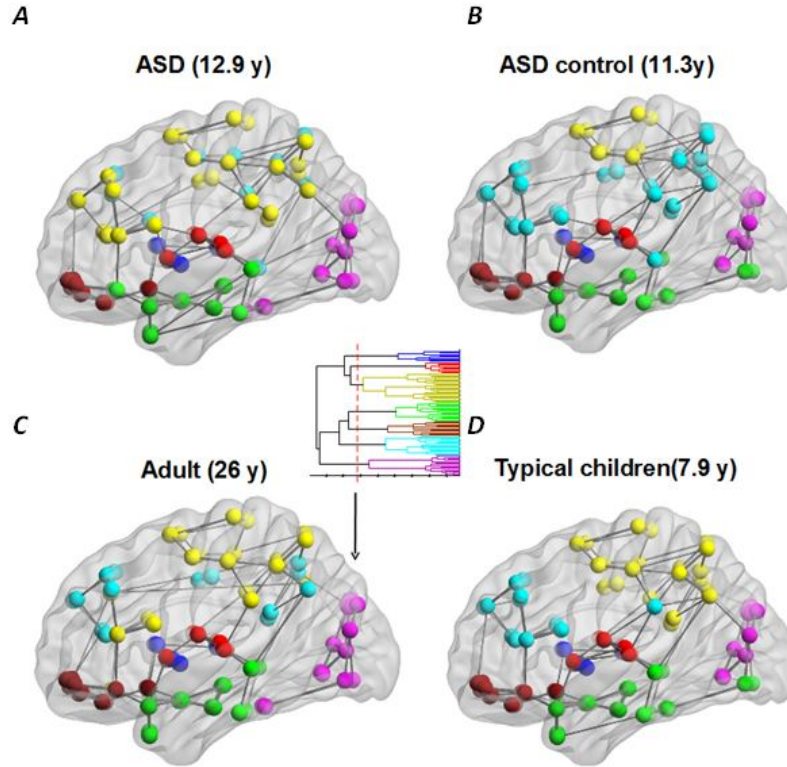 A
B
ASD (12.9 y)
ASD control (11.3y)
C
D
Adult (26 y)
Typical children(7.9 y)